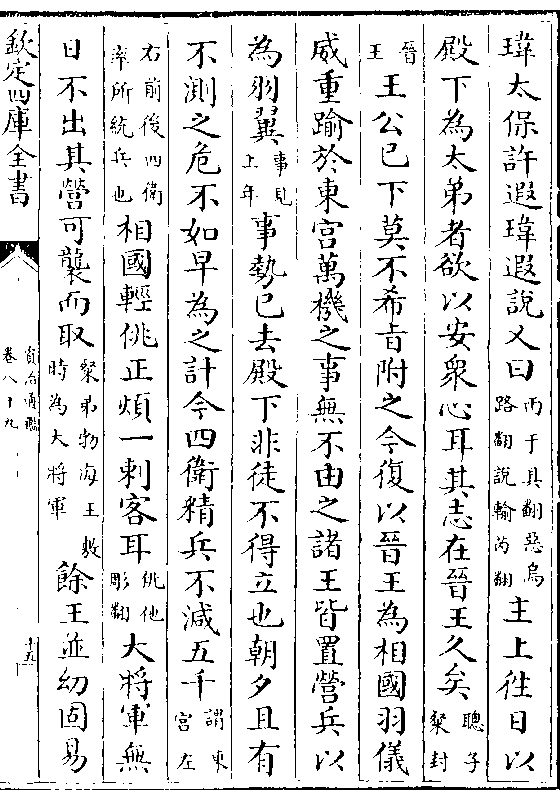 瑋太保許遐瑋遐說乂曰瑋于具翻惡烏路翻說輸芮翻主上往日以
殿下為太弟者欲以安衆心耳其志在晉王久矣聰子粲封
晉王王公已下莫不希㫖附之今復以晉王為相國羽儀
威重踰於東宮萬機之事無不由之諸王皆置營兵以
為羽翼事見上年事勢已去殿下非徒不得立也朝夕且有
不測之危不如早為之計今四衛精兵不減五千謂東宮左
右前後四衛率所統兵也相國輕佻正煩一刺客耳佻他彫翻大將軍無
日不出其營可襲而取粲弟勃海王敷時為大將軍餘王並幼固易
欽定四庫全書
資治通鑑
卷八十九
十五